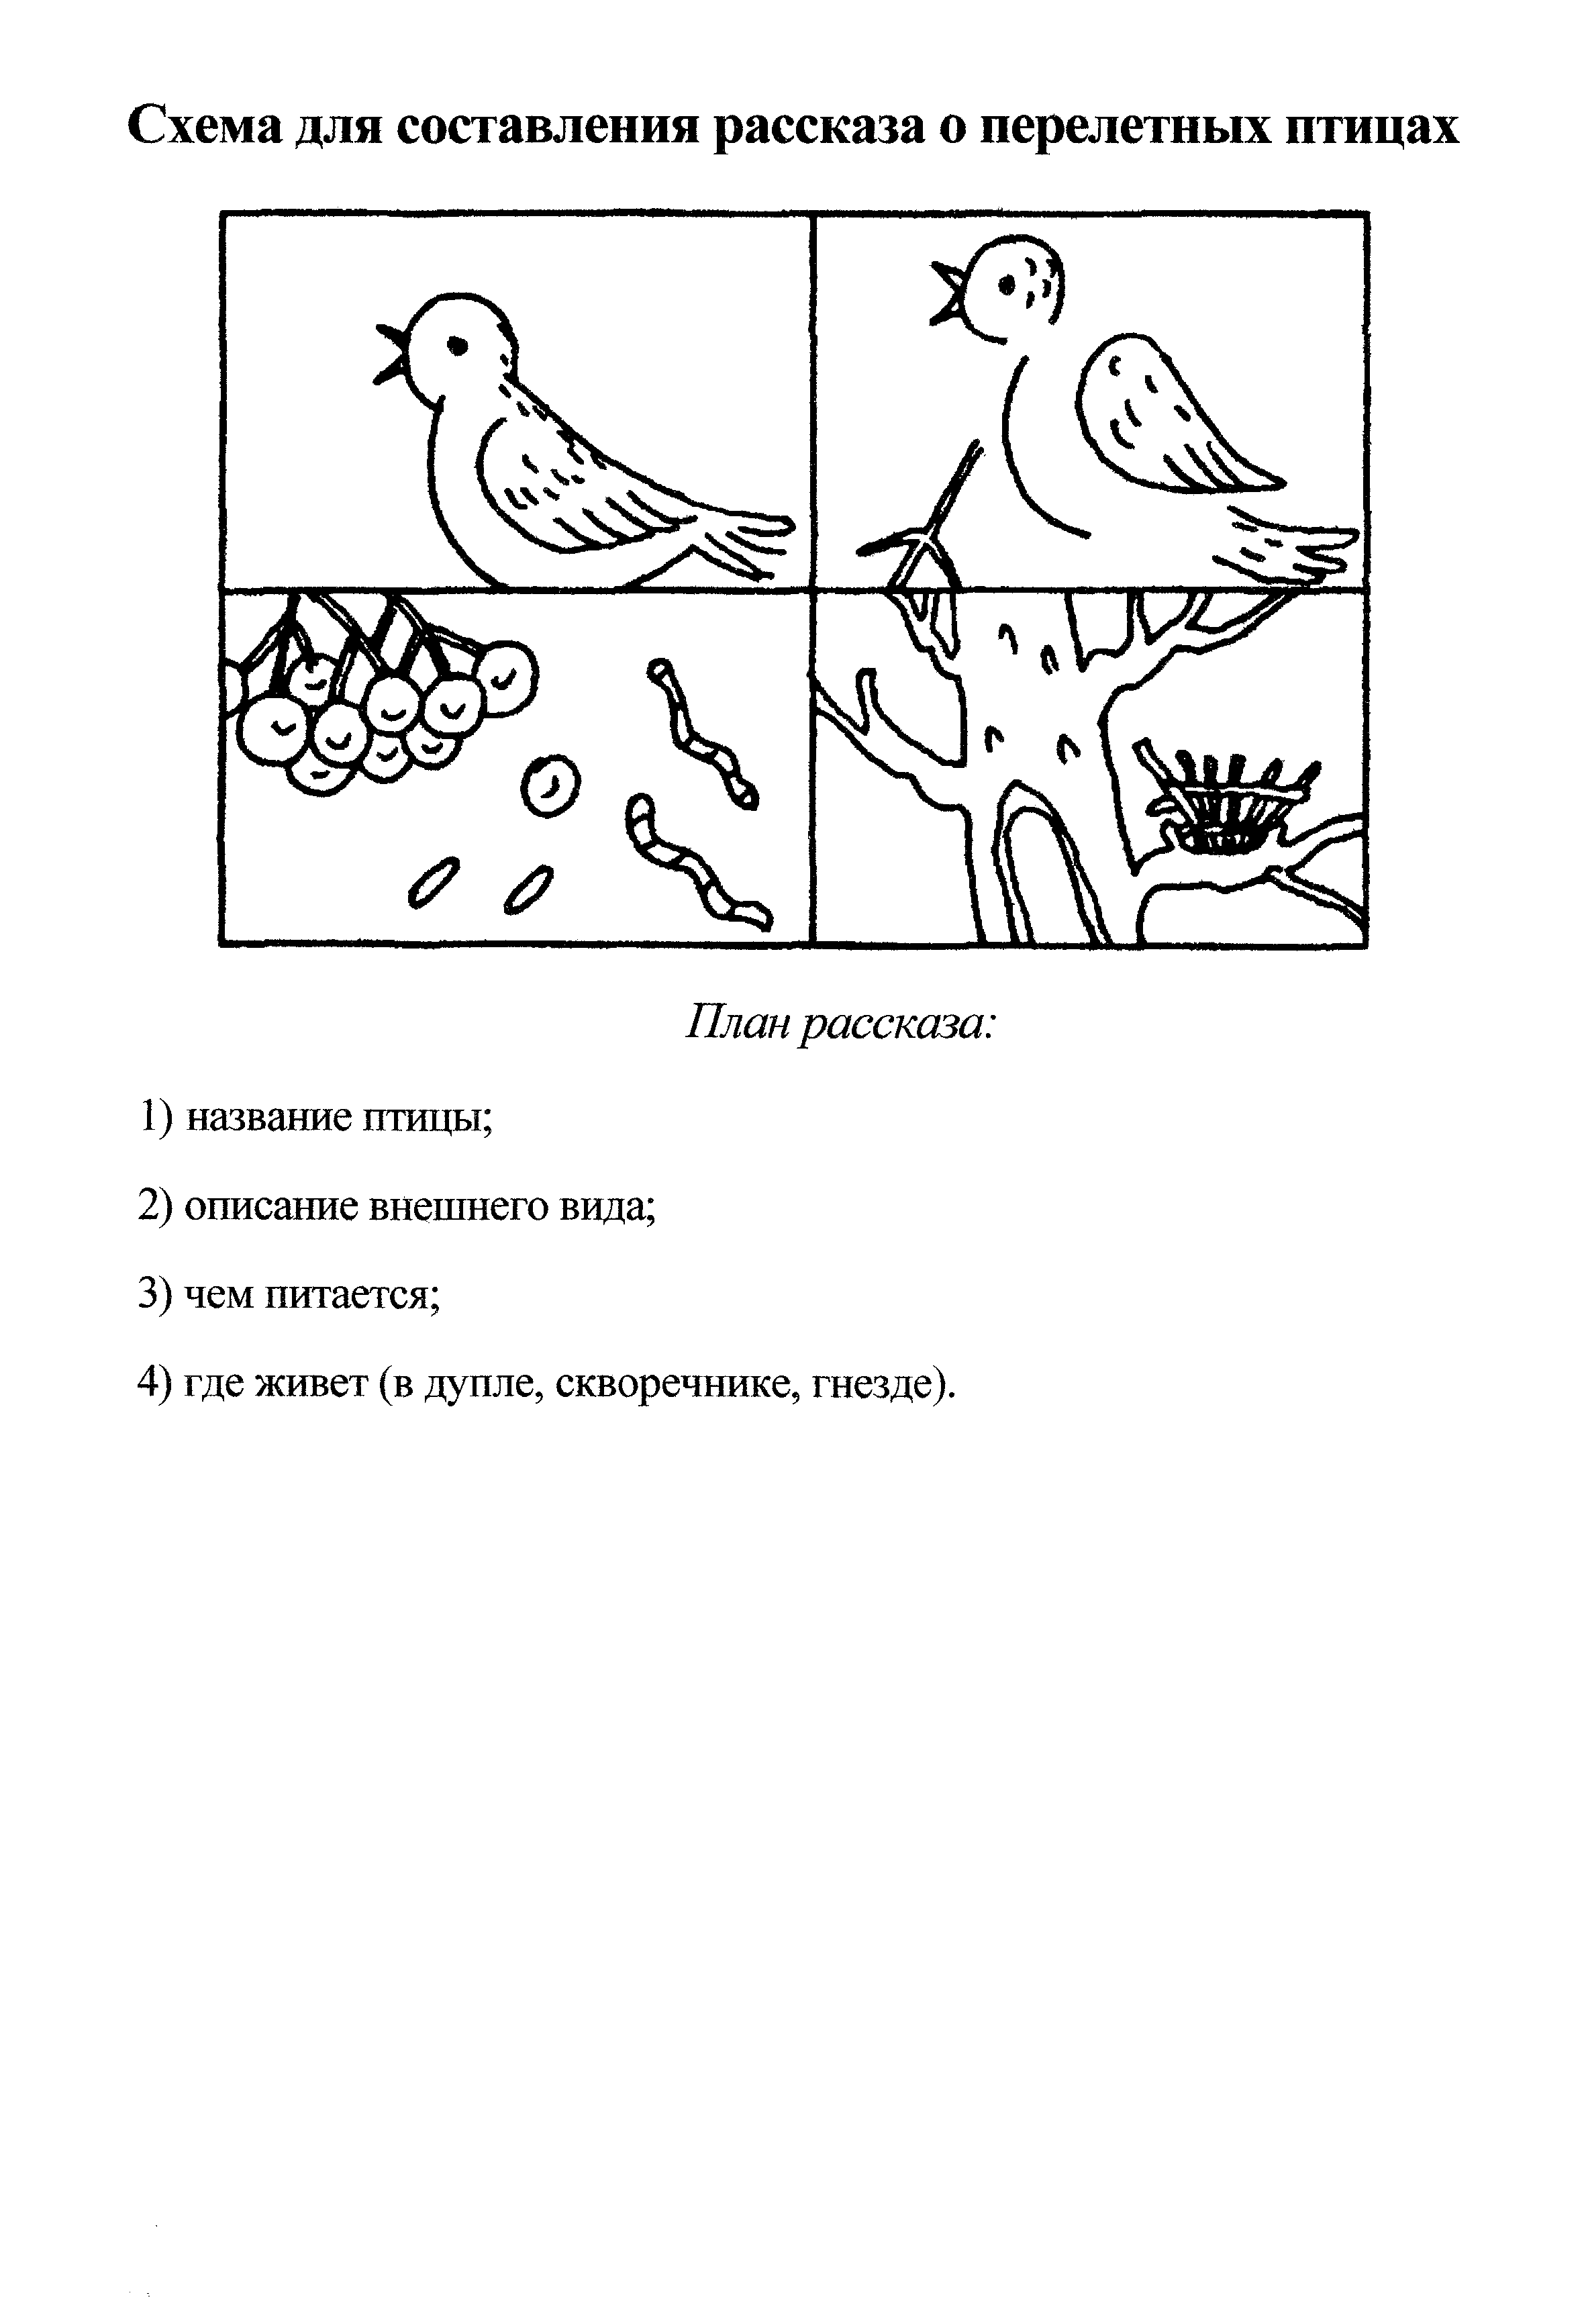 Схема для составления рассказа о перелетных птицах
План рассказа:
1) название птицы;
2) описание внешнего вида;
3) чем питается;
4) где живет (в дупле, скворечнике, гнезде).